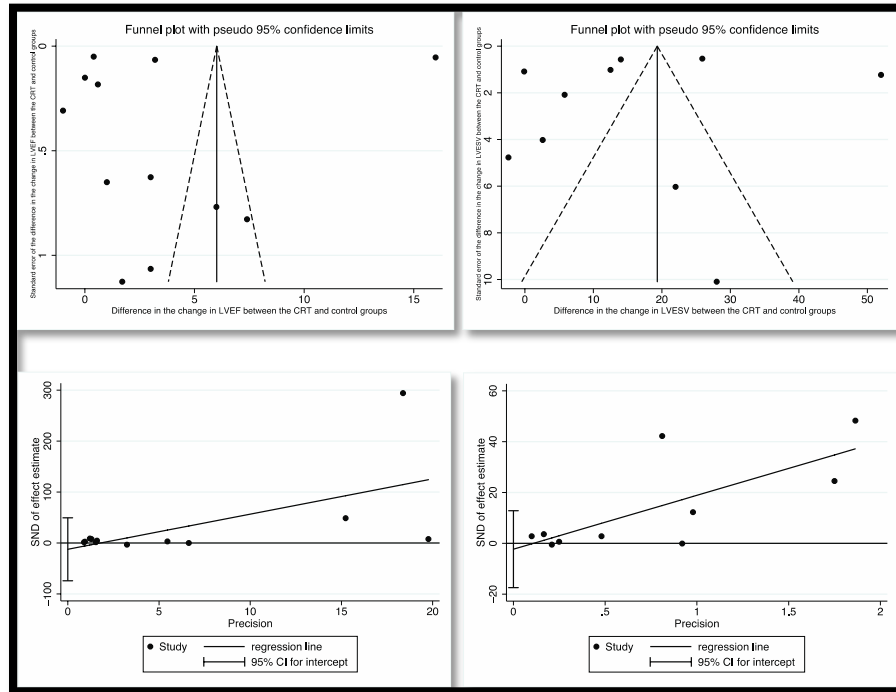 Funnel plot with pseudo 95% confidence limits
Standard error of the difference in the change in LVEF between the CRT and control groups
0
.5
1
0
5
10
15
Difference in the change in LVEF between the CRT and control groups
Funnel plot with pseudo 95% confidence limits
Standard error of the difference in the change in LVESV between the CRT and control groups
0
2
4
6
8
10
0
10
20
30
40
50
Difference in the change in LVESV between the CRT and control groups
SND of effect estimate
300
200
100
0
−100
0
5
10
15
20
Precision
Study
regression line
95% CI for intercept
SND of effect estimate
60
40
20
0
−20
0
.5
1
1.5
2
Precision
Study
regression line
95% CI for intercept